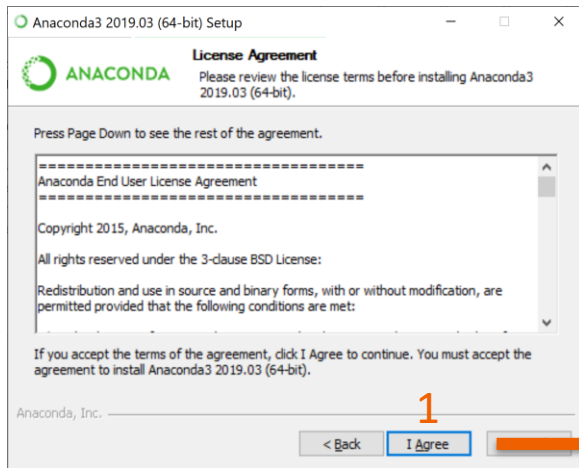 Anaconda3 2019.03 (64-bit) Setup
ANACONDA
License Agreement
Please review the license terms before installing Anaconda3
2019.03 (64-bit).
Press Page Down to see the rest of the agreement.
===================================
Anaconda End User License Agreement
===================================
Copyright 2015, Anaconda, Inc.
All rights reserved under the 3-clause BSD License:
Redistribution and use in source and binary forms, with or without modification, are
permitted provided that the following conditions are met:
If you accept the terms of the agreement, click I Agree to continue. You must accept the
agreement to install Anaconda3 2019.03 (64-bit).
Anaconda, Inc.
1
< Back
I Agree